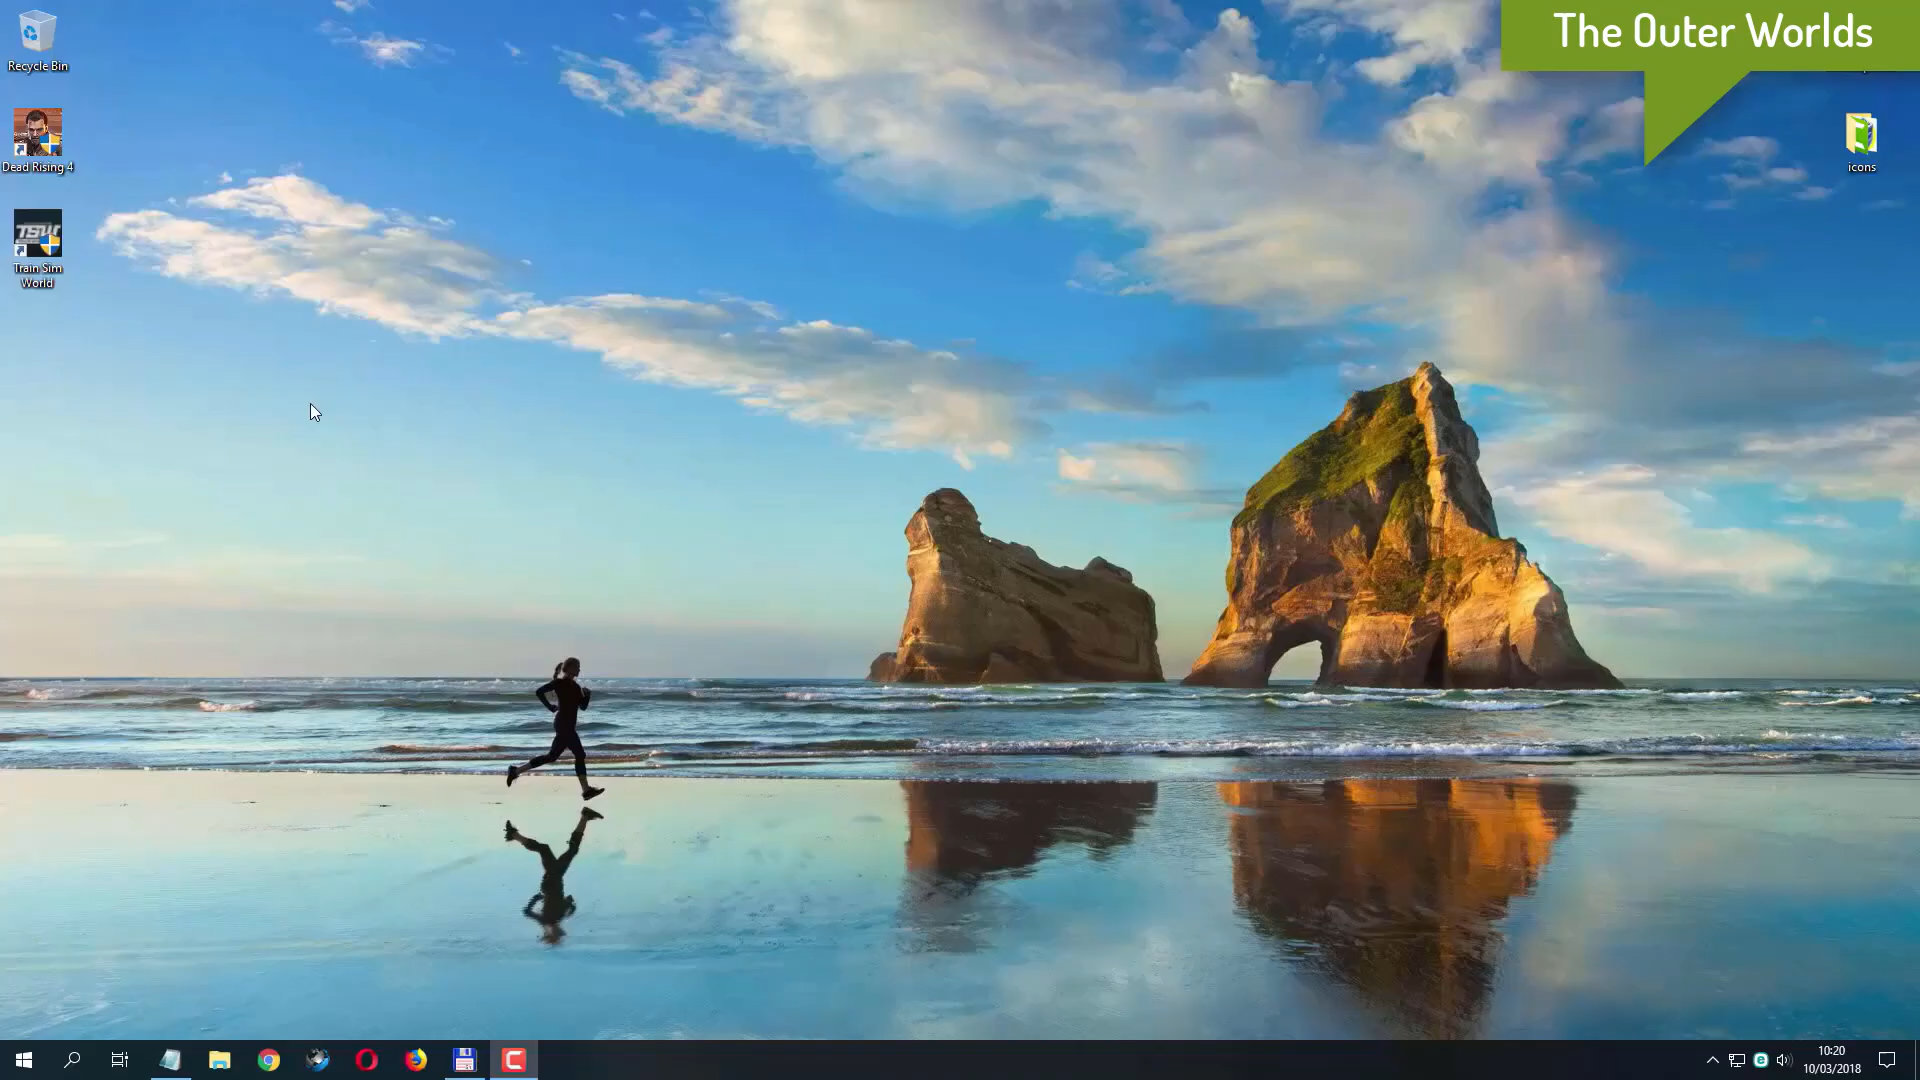 The Outer Worlds
Recycle Bin
Dead Rising 4
TSW
Train Sim
World
icons
10:20
10/03/2018